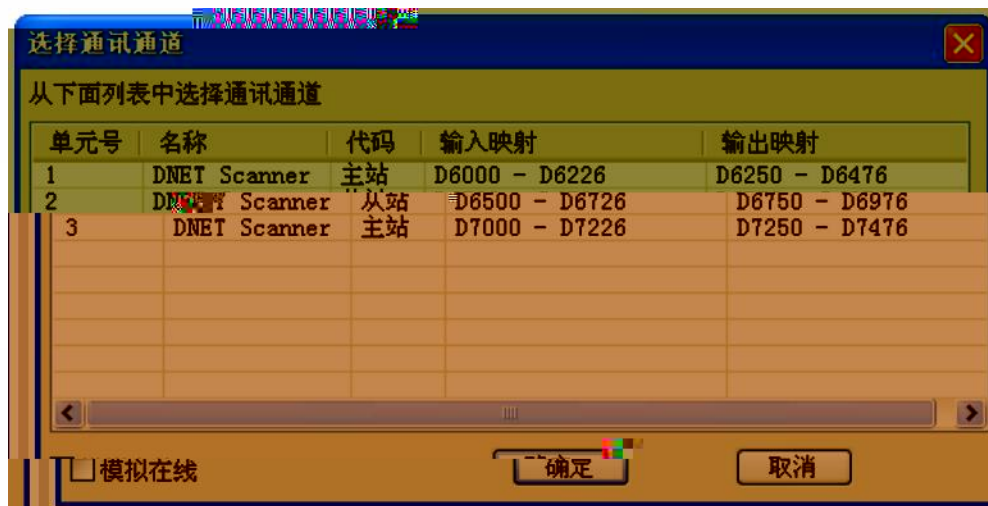 选择通讯通道
从下面列表中选择通讯通道
单元号 名称 代码 输入映射 输出映射
1 DNET Scanner 主站 D6000 - D6226 D6250 - D6476
2 DNET Scanner 从站 D6500 - D6726 D6750 - D6976
3 DNET Scanner 主站 D7000 - D7226 D7250 - D7476
模拟在线 确定 取消